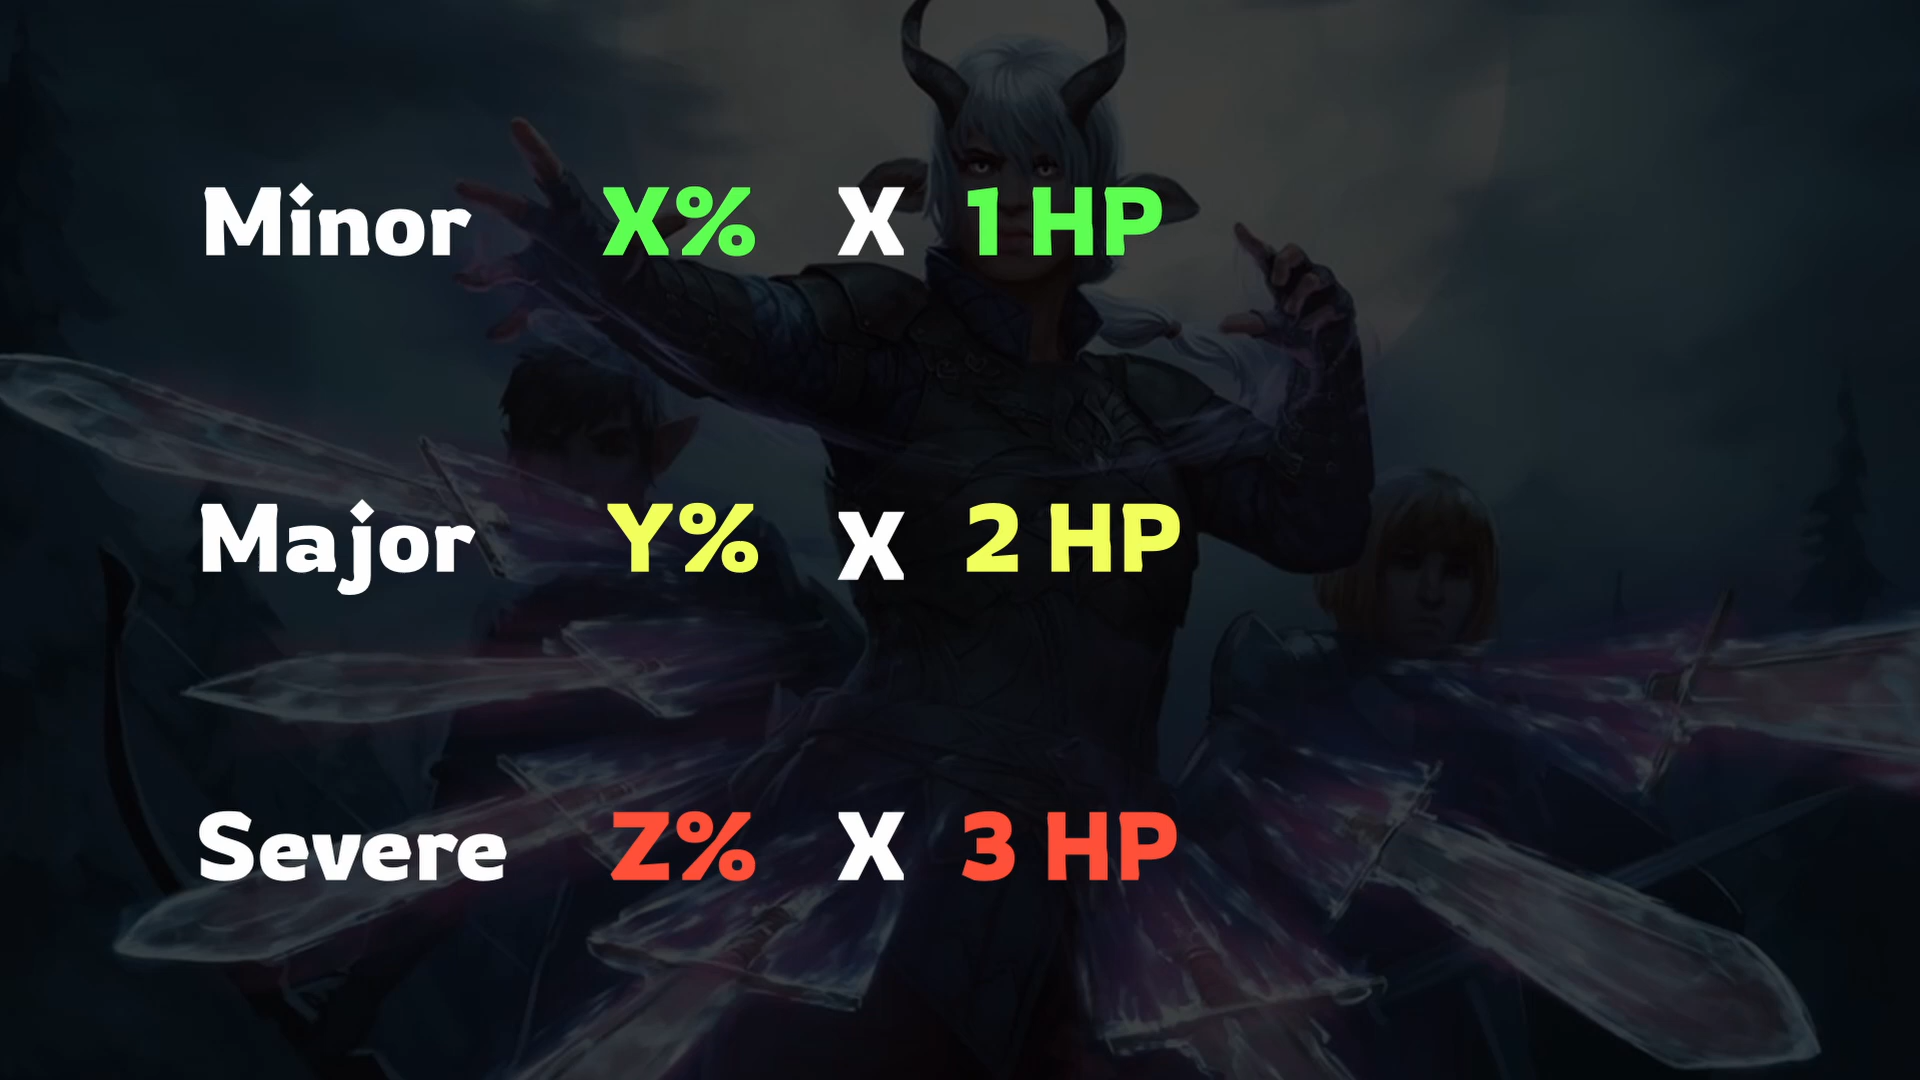 Minor X% X 1 HP
Major Y% X 2 HP
Severe Z% X 3 HP